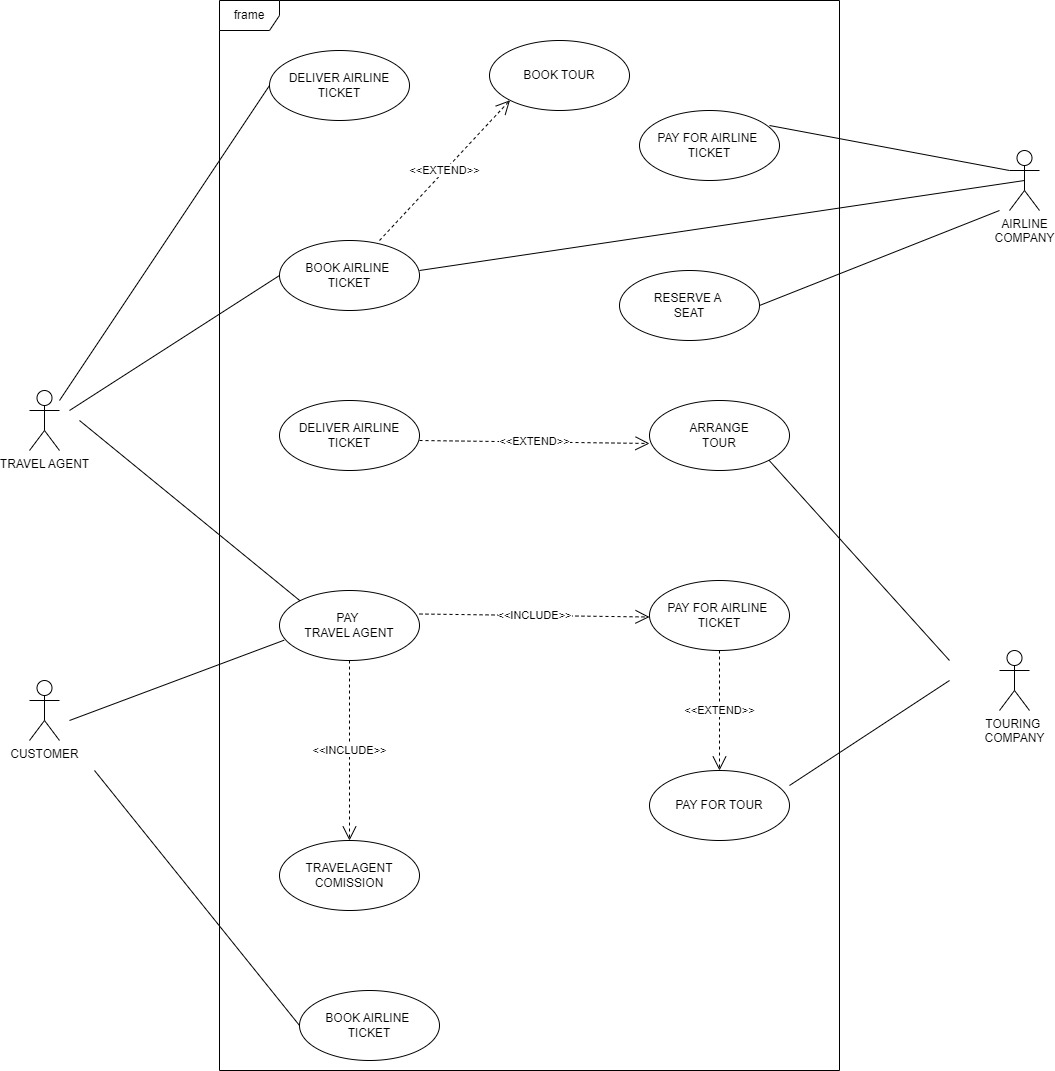 frame
DELIVER AIRLINE
TICKET
BOOK TOUR
PAY FOR AIRLINE
TICKET
<<EXTEND>>
AIRLINE
COMPANY
BOOK AIRLINE
TICKET
RESERVE A
SEAT
DELIVER AIRLINE
TICKET
<<EXTEND>>
ARRANGE
TOUR
TRAVEL AGENT
PAY
TRAVEL AGENT
<<INCLUDE>>
PAY FOR AIRLINE
TICKET
<<EXTEND>>
TOURING
COMPANY
CUSTOMER
<<INCLUDE>>
PAY FOR TOUR
TRAVELAGENT
COMISSION
BOOK AIRLINE
TICKET